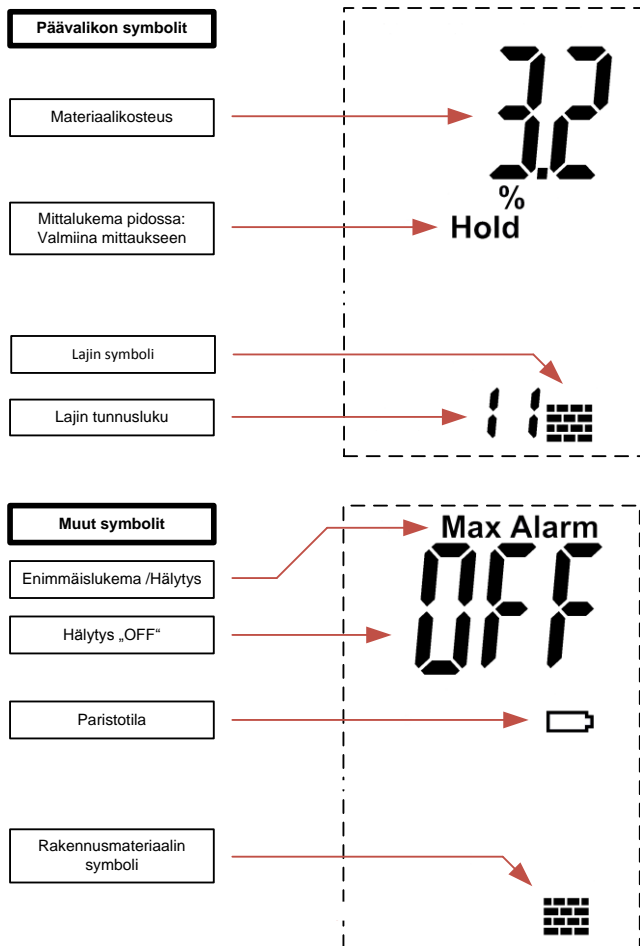 Päävalikon symbolit
Materiaalikosteus
3.2
%
Mittalukema pidossa:
Valmiina mittaukseen
Hold
Lajin symboli
Lajin tunnusluku
11
Muut symbolit
Max Alarm
Enimmäislukema /Hälytys
OFF
Hälytys „OFF“
Paristotila
Rakennusmateriaalin
symboli